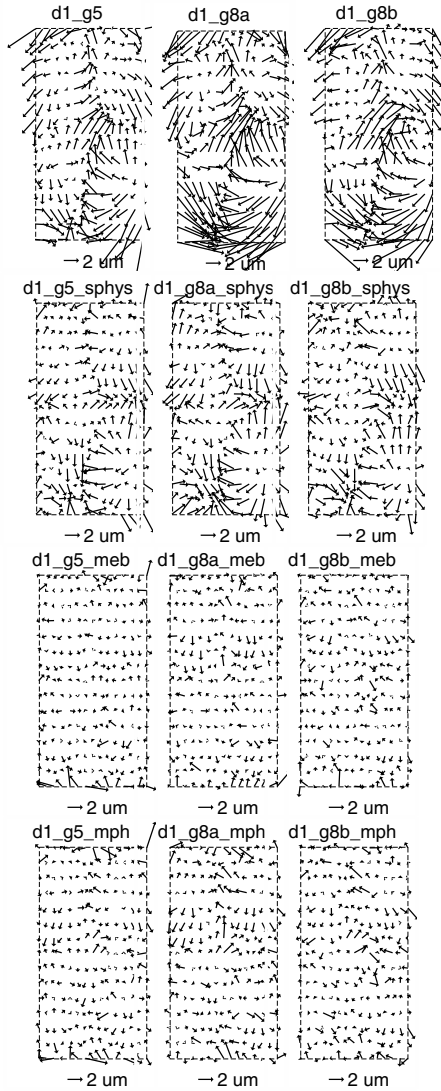 d1_g5 d1_g8a d1_g8b
→ 2 um → 2 um → 2 um
d1_g5_sphys d1_g8a_sphys d1_g8b_sphys
→ 2 um → 2 um → 2 um
d1_g5_meb d1_g8a_meb d1_g8b_meb
→ 2 um → 2 um → 2 um
d1_g5_mph d1_g8a_mph d1_g8b_mph
→ 2 um → 2 um → 2 um